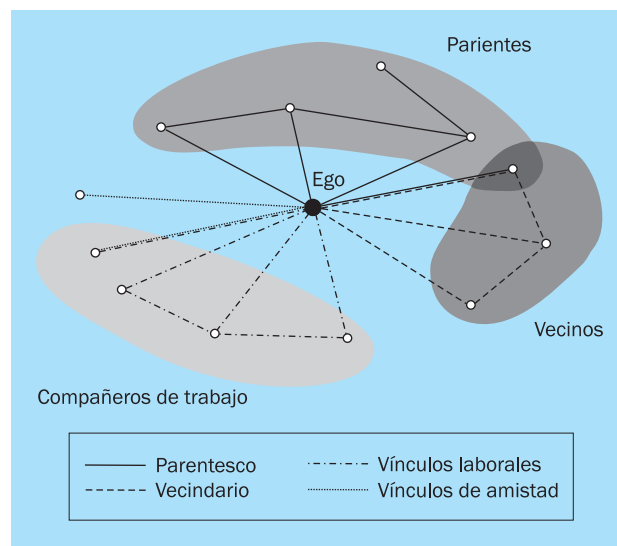 Parientes
Ego
Vecinos
Compañeros de trabajo
Parentesco
Vecindario
Vínculos laborales
Vínculos de amistad